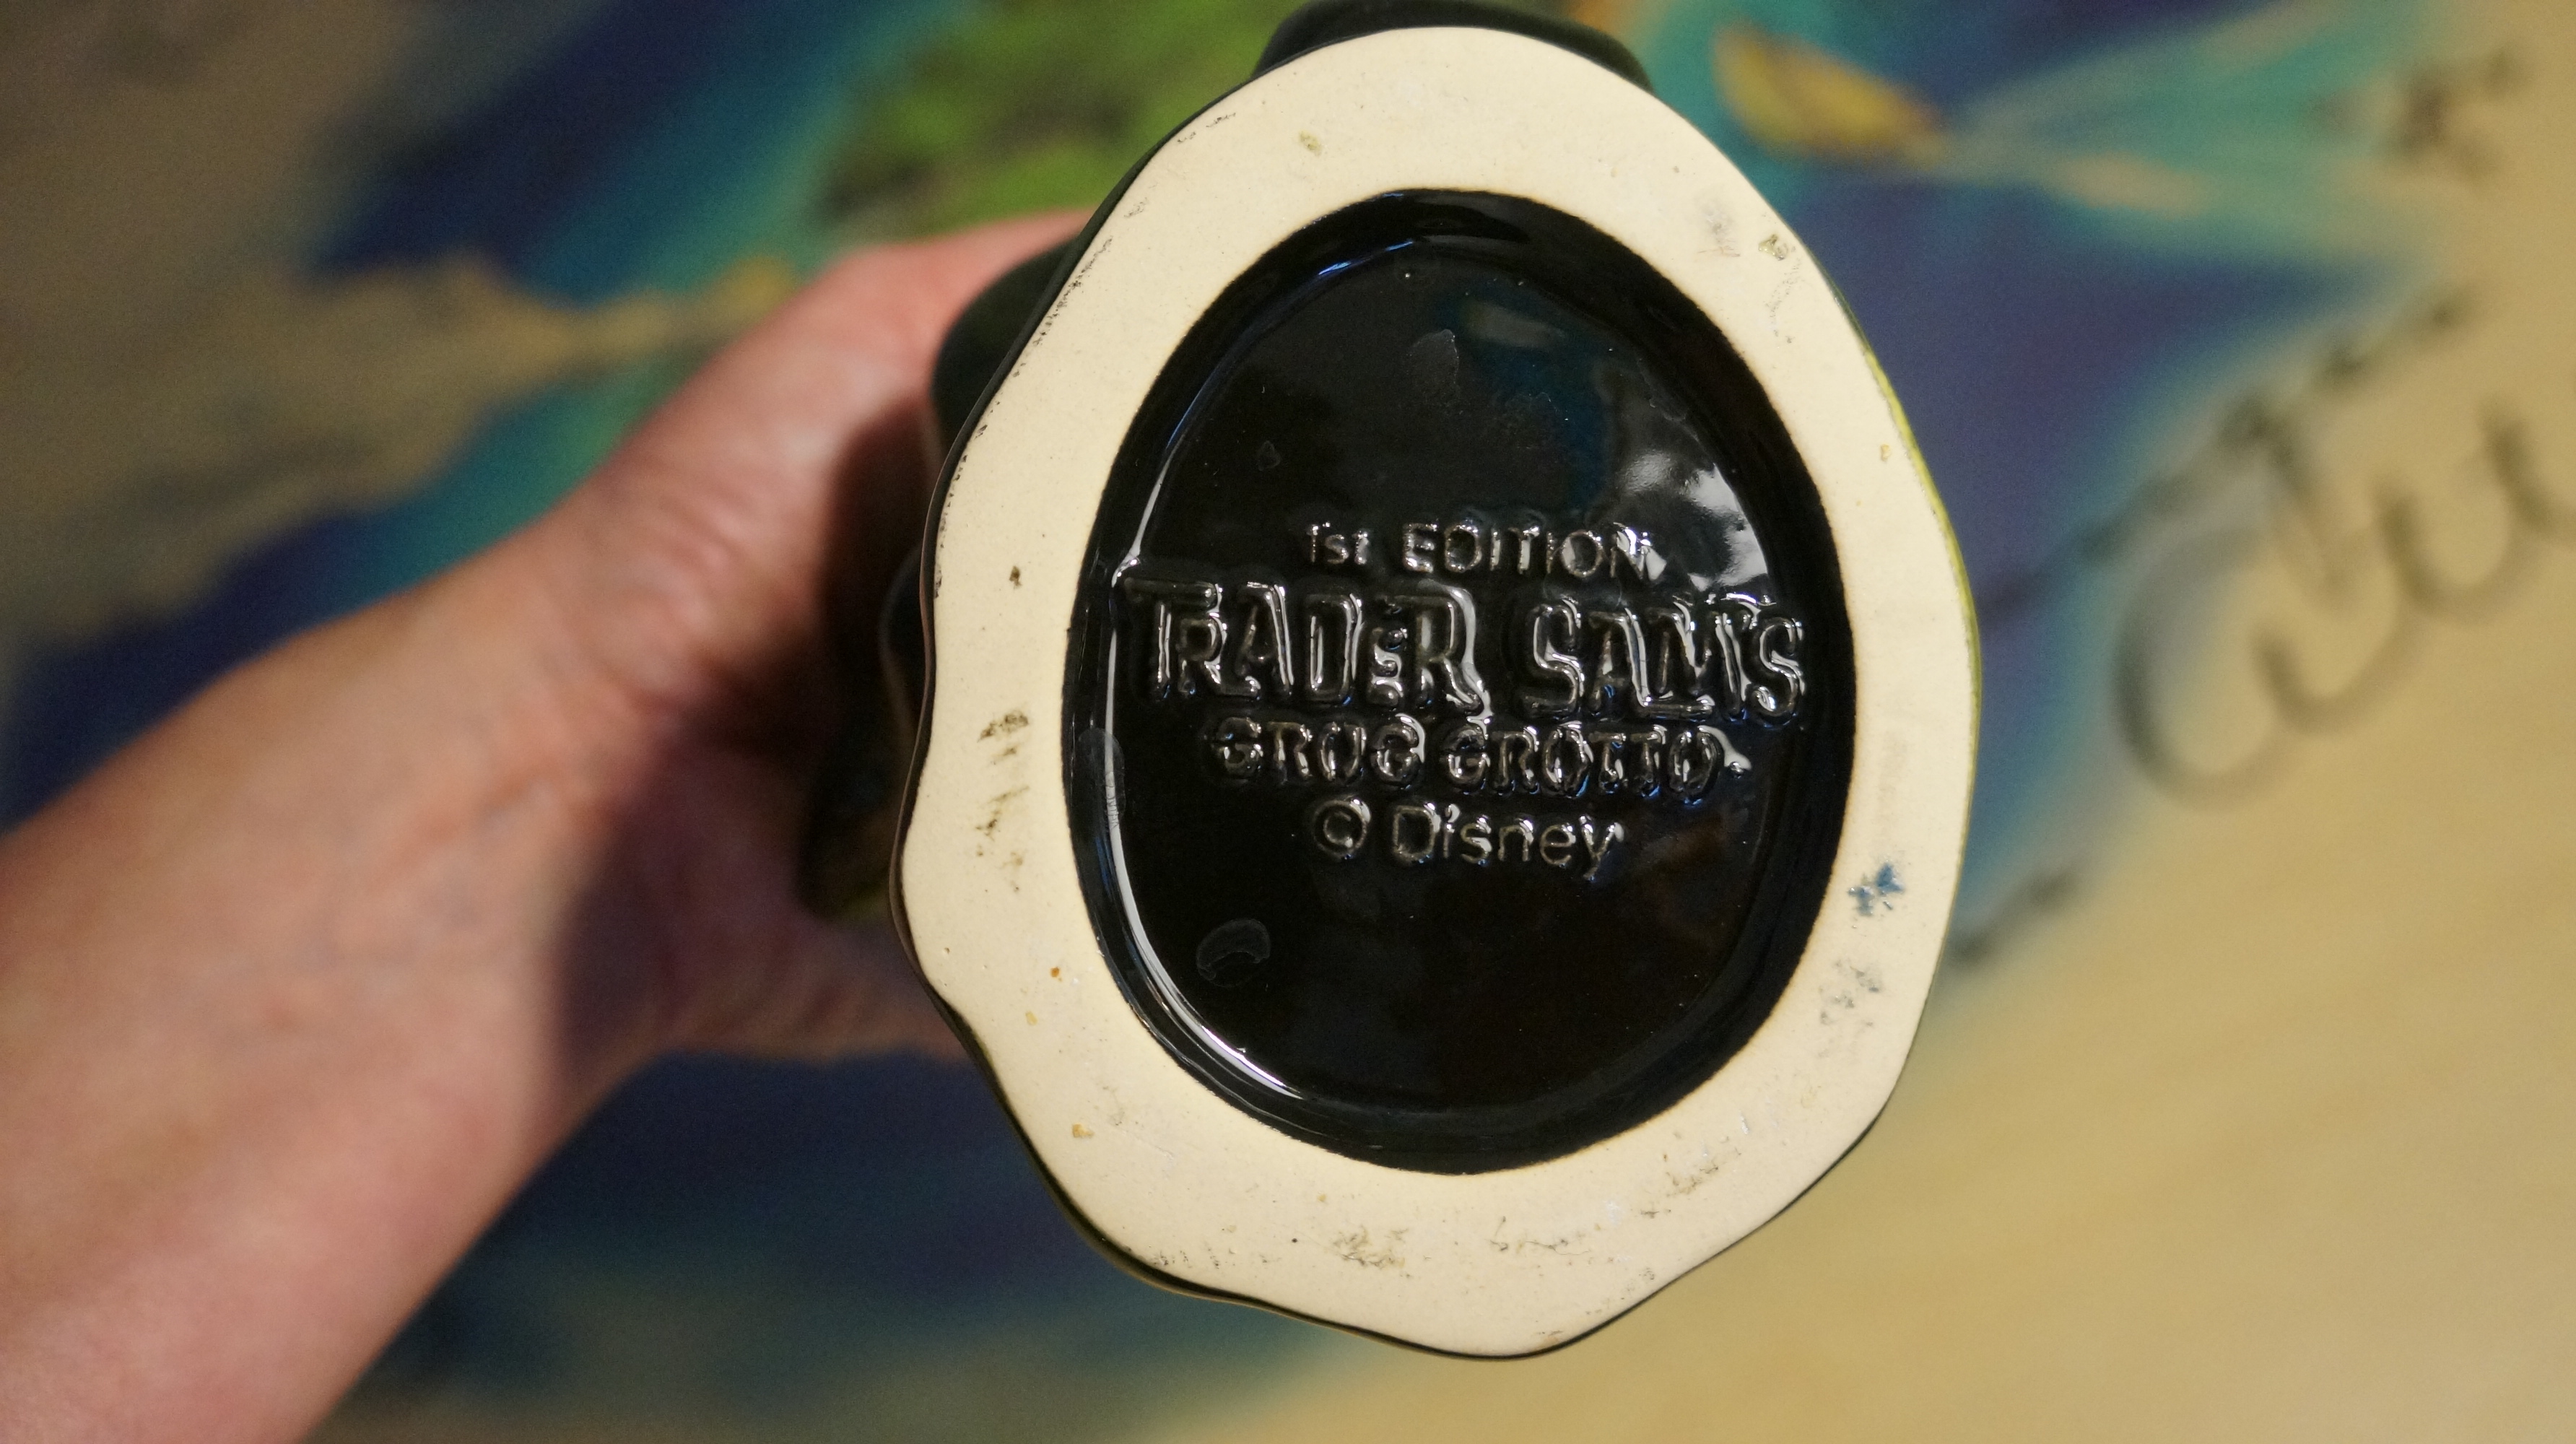 1st EDITION
TRADER SAM'S
GROG GROTTO
© Disney